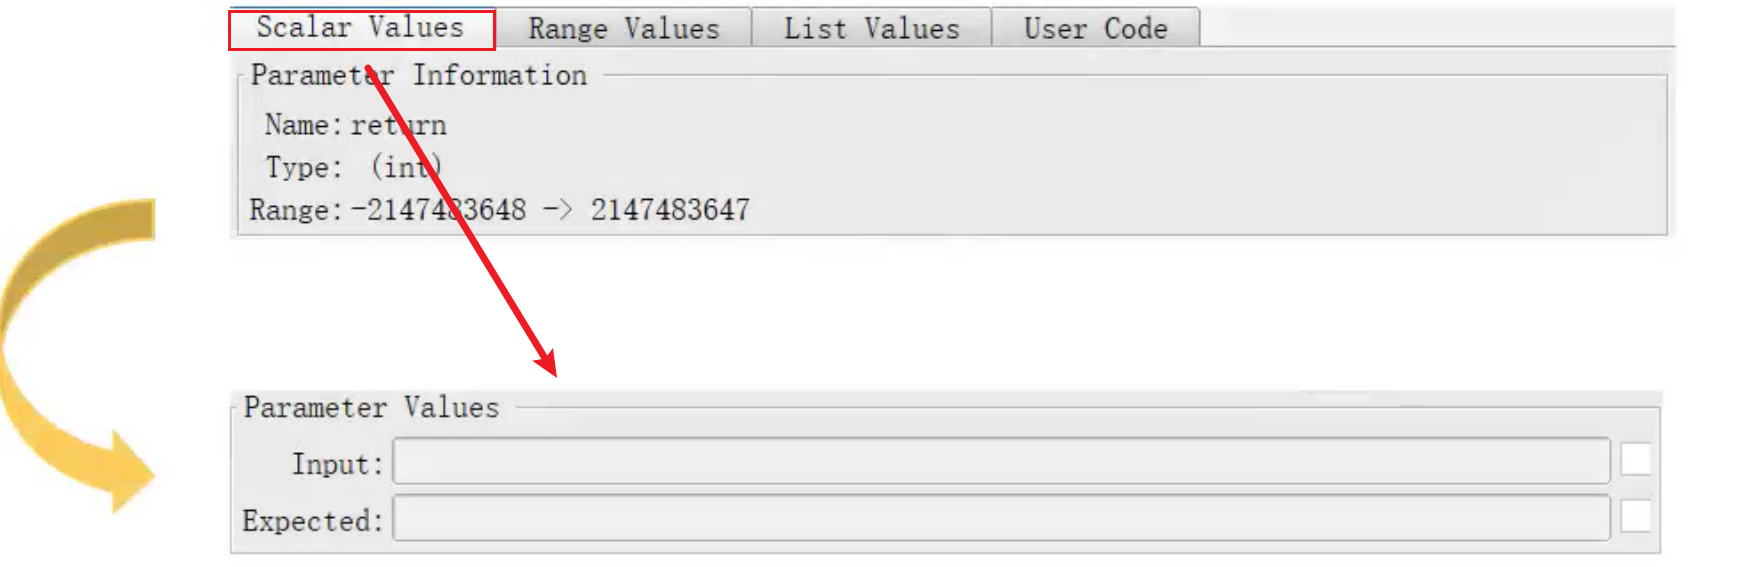 Scalar Values Range Values List Values User Code
Parameter Information
Name: return
Type: (int)
Range: -2147483648 -> 2147483647
Parameter Values
Input:
Expected: